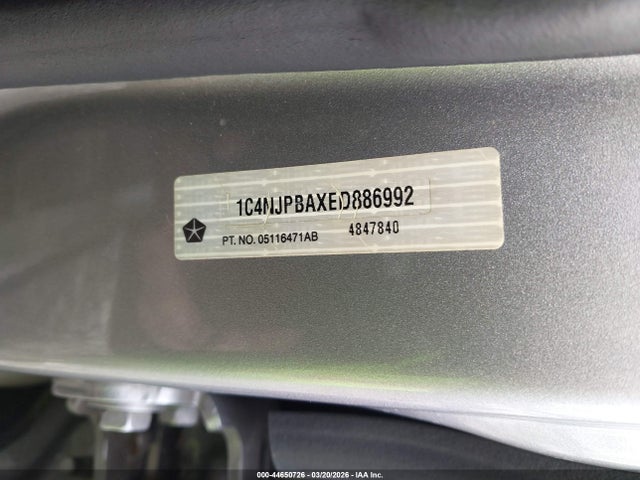 1C4NJPBAXED886992
PT. NO. 05116471AB 4847840
000-44650726 - 03/20/2026 - IAA Inc.